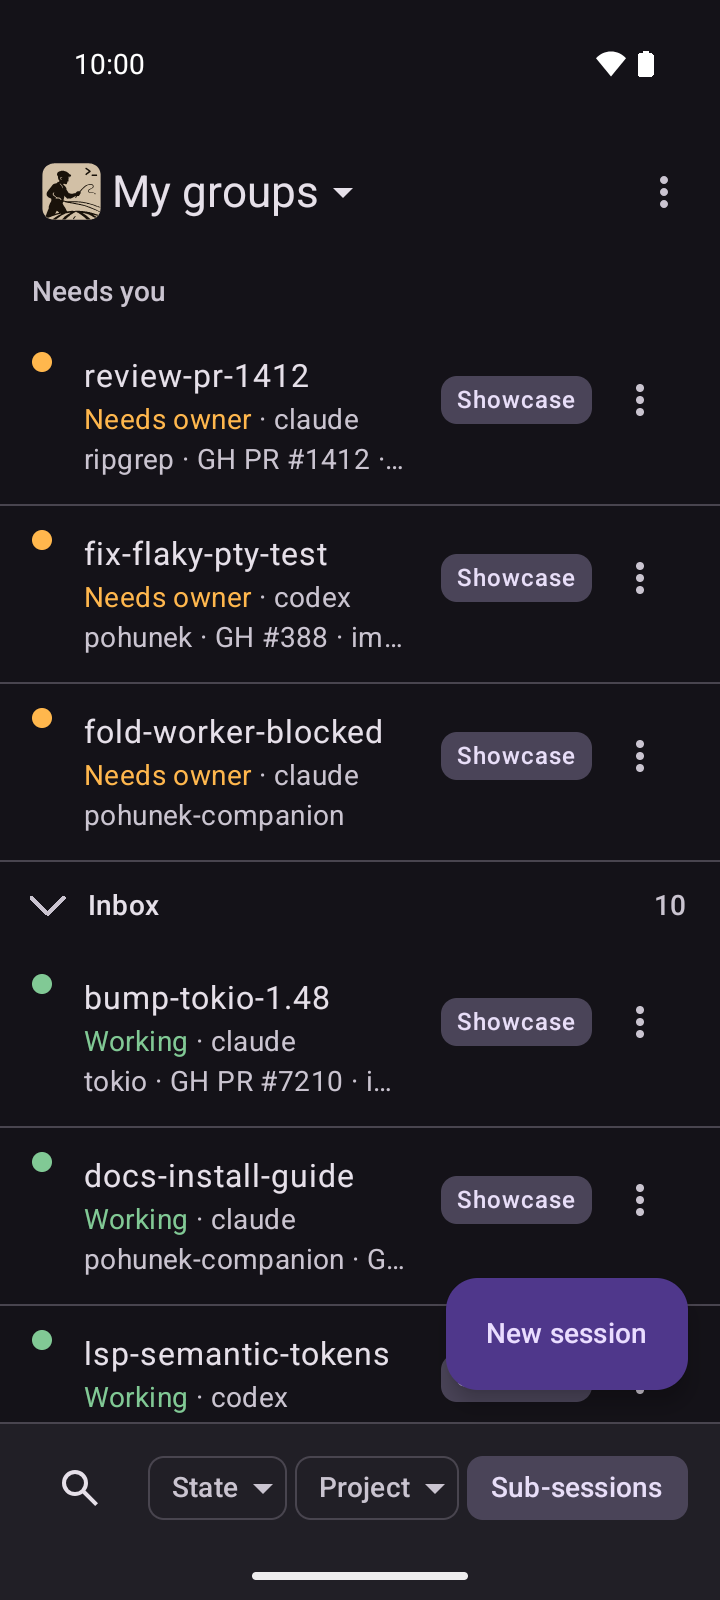 10:00
My groups
Needs you
review-pr-1412
Showcase
Needs owner · claude
ripgrep · GH PR #1412 ·…
fix-flaky-pty-test
Showcase
Needs owner · codex
pohunek · GH #388 · im…
fold-worker-blocked
Showcase
Needs owner · claude
pohunek-companion
Inbox 10
bump-tokio-1.48
Showcase
Working · claude
tokio · GH PR #7210 · i…
docs-install-guide
Showcase
Working · claude
pohunek-companion · G…
New session
lsp-semantic-tokens
Working · codex
State Project Sub-sessions